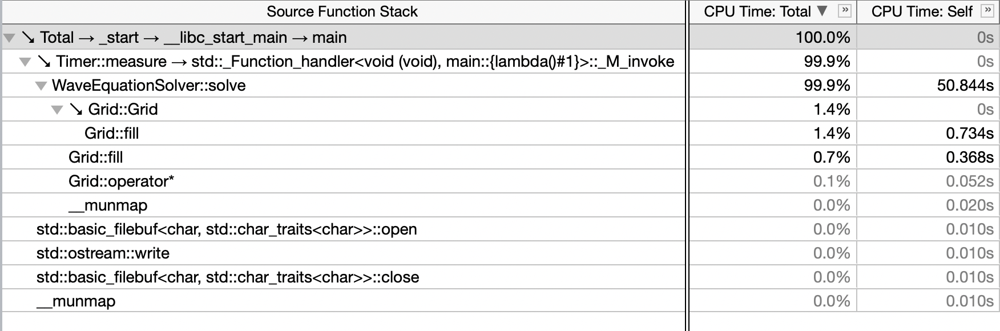 Source Function Stack CPU Time: Total ▼ » CPU Time: Self »
▼ ↘ Total → _start → __libc_start_main → main 100.0% 0s
▼ ↘ Timer::measure → std::_Function_handler<void (void), main::{lambda()#1}>::_M_invoke 99.9% 0s
▼ WaveEquationSolver::solve 99.9% 50.844s
▼ ↘ Grid::Grid 1.4% 0s
Grid::fill 1.4% 0.734s
Grid::fill 0.7% 0.368s
Grid::operator* 0.1% 0.052s
__munmap 0.0% 0.020s
std::basic_filebuf<char, std::char_traits<char>>::open 0.0% 0.010s
std::ostream::write 0.0% 0.010s
std::basic_filebuf<char, std::char_traits<char>>::close 0.0% 0.010s
__munmap 0.0% 0.010s